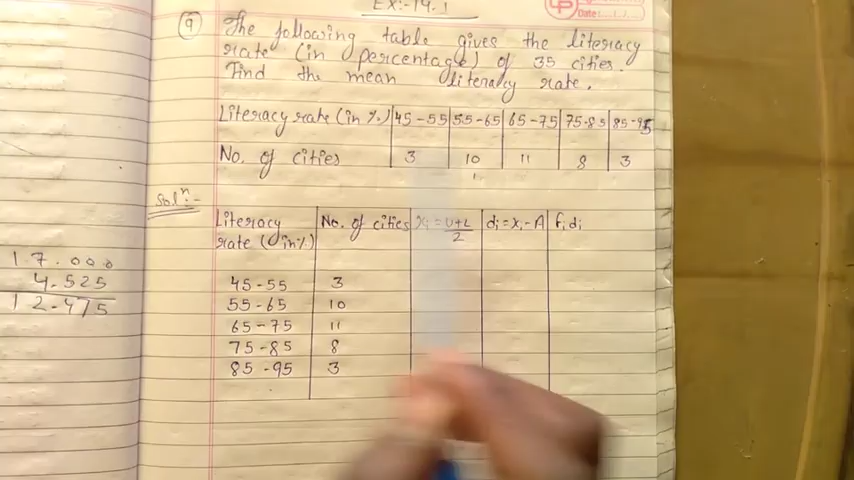 Ex:-14.1
Date:
9 The following table gives the literacy
rate (in percentage) of 35 cities.
Find the mean literacy rate.
Literacy rate (in %) 45-55 55-65 65-75 75-85 85-95
No. of cities 3 10 11 8 3
Solⁿ:-
Literacy rate (in%) No. of cities xi = U+L/2 di = xi - A fidi
45-55 3
55-65 10
65-75 11
75-85 8
85-95 3
17.000
4.525
12.475